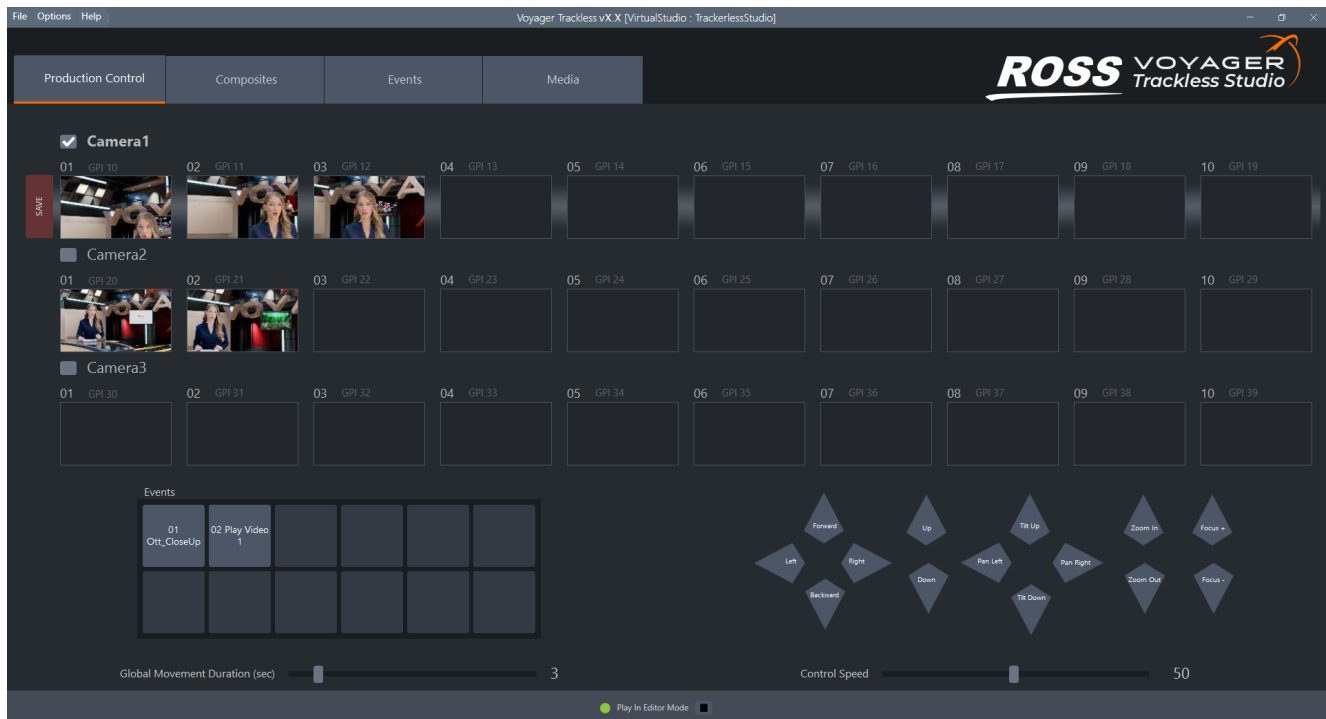 File Options Help
Voyager Trackless vX.X [VirtualStudio : TrackerlessStudio]
Production Control Composites Events Media
ROSS VOYAGER
Trackless Studio
Camera1
01 GPI 10 02 GPI 11 03 GPI 12 04 GPI 13 05 GPI 14 06 GPI 15 07 GPI 16 08 GPI 17 09 GPI 18 10 GPI 19
SAVE
Camera2
01 GPI 20 02 GPI 21 03 GPI 22 04 GPI 23 05 GPI 24 06 GPI 25 07 GPI 26 08 GPI 27 09 GPI 28 10 GPI 29
Camera3
01 GPI 30 02 GPI 31 03 GPI 32 04 GPI 33 05 GPI 34 06 GPI 35 07 GPI 36 08 GPI 37 09 GPI 38 10 GPI 39
Events
01
Ott_CloseUp
02 Play Video
1
Forward
Left Right
Backward
Up
Down
Tilt Up
Pan Left Pan Right
Tilt Down
Zoom In
Zoom Out
Focus +
Focus -
Global Movement Duration (sec) 3
Control Speed 50
Play In Editor Mode